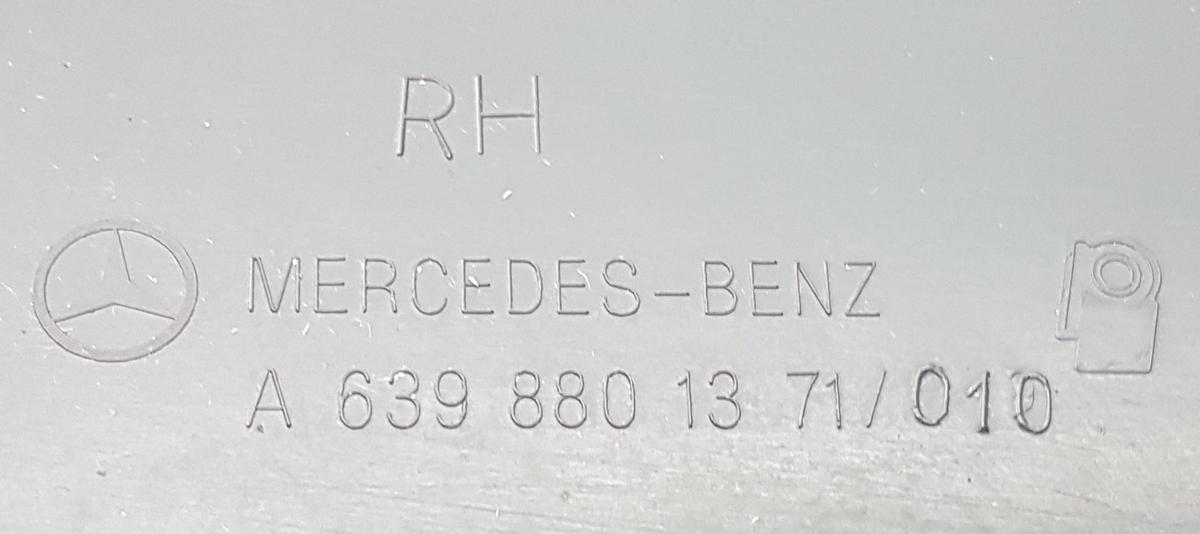 RH
MERCEDES-BENZ
A 639 880 13 71/010